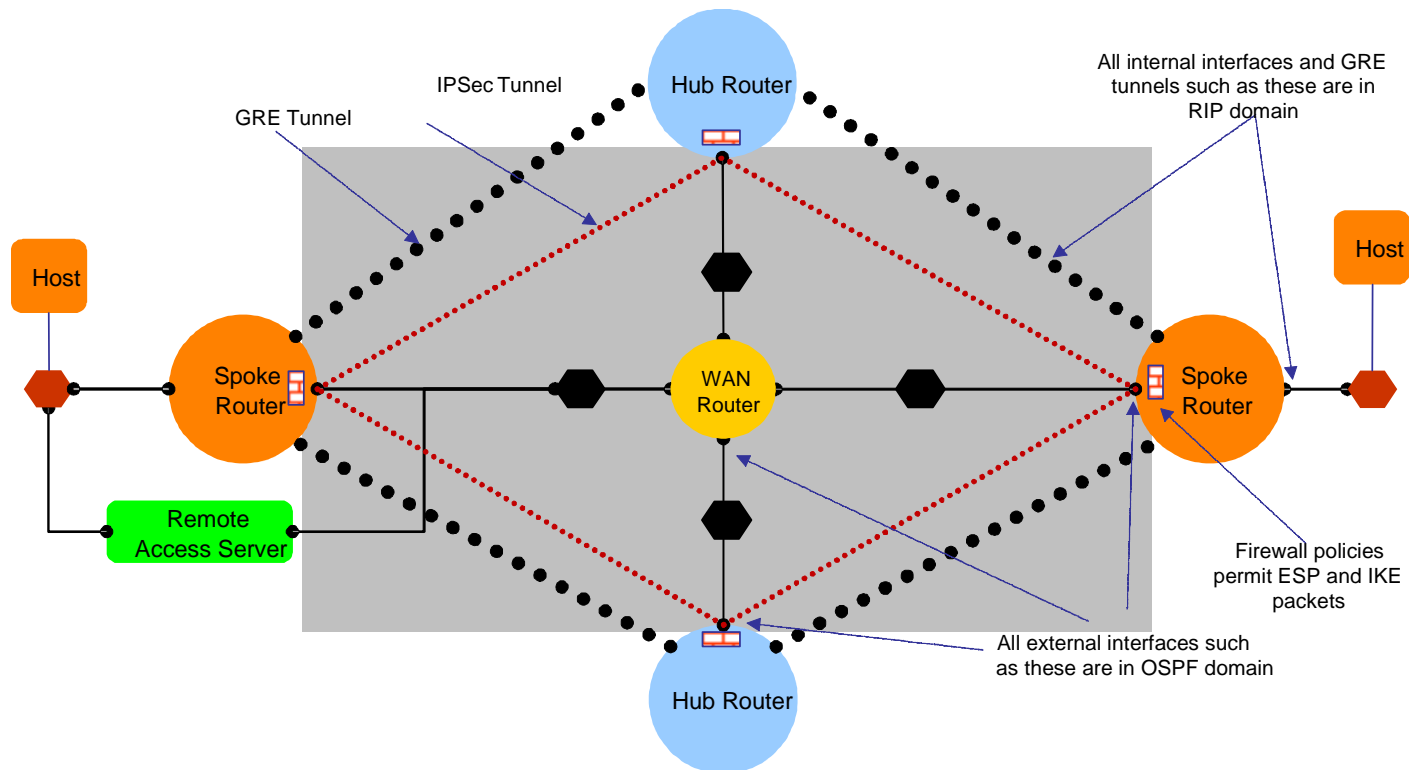 Hub Router
All internal interfaces and GRE
tunnels such as these are in
RIP domain
IPSec Tunnel
GRE Tunnel
Host
Host
Spoke
Router
WAN
Router
Spoke
Router
Remote
Access Server
Firewall policies
permit ESP and IKE
packets
All external interfaces such
as these are in OSPF domain
Hub Router